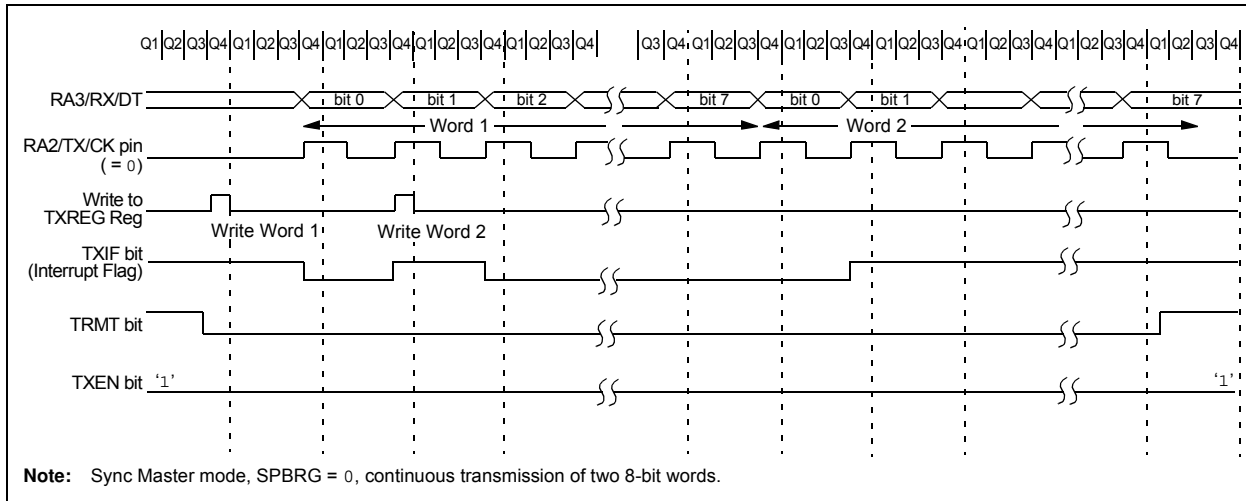 Q1 Q2 Q3 Q4 Q1 Q2 Q3 Q4 Q1 Q2 Q3 Q4 Q1 Q2 Q3 Q4 Q1 Q2 Q3 Q4 Q3 Q4 Q1 Q2 Q3 Q4 Q1 Q2 Q3 Q4 Q1 Q2 Q3 Q4 Q1 Q2 Q3 Q4 Q1 Q2 Q3 Q4 Q1 Q2 Q3 Q4
RA3/RX/DT bit 0 bit 1 bit 2 bit 7 bit 0 bit 1 bit 7
Word 1 Word 2
RA2/TX/CK pin
( = 0)
Write to
TXREG Reg
Write Word 1 Write Word 2
TXIF bit
(Interrupt Flag)
TRMT bit
TXEN bit '1' '1'
Note: Sync Master mode, SPBRG = 0, continuous transmission of two 8-bit words.